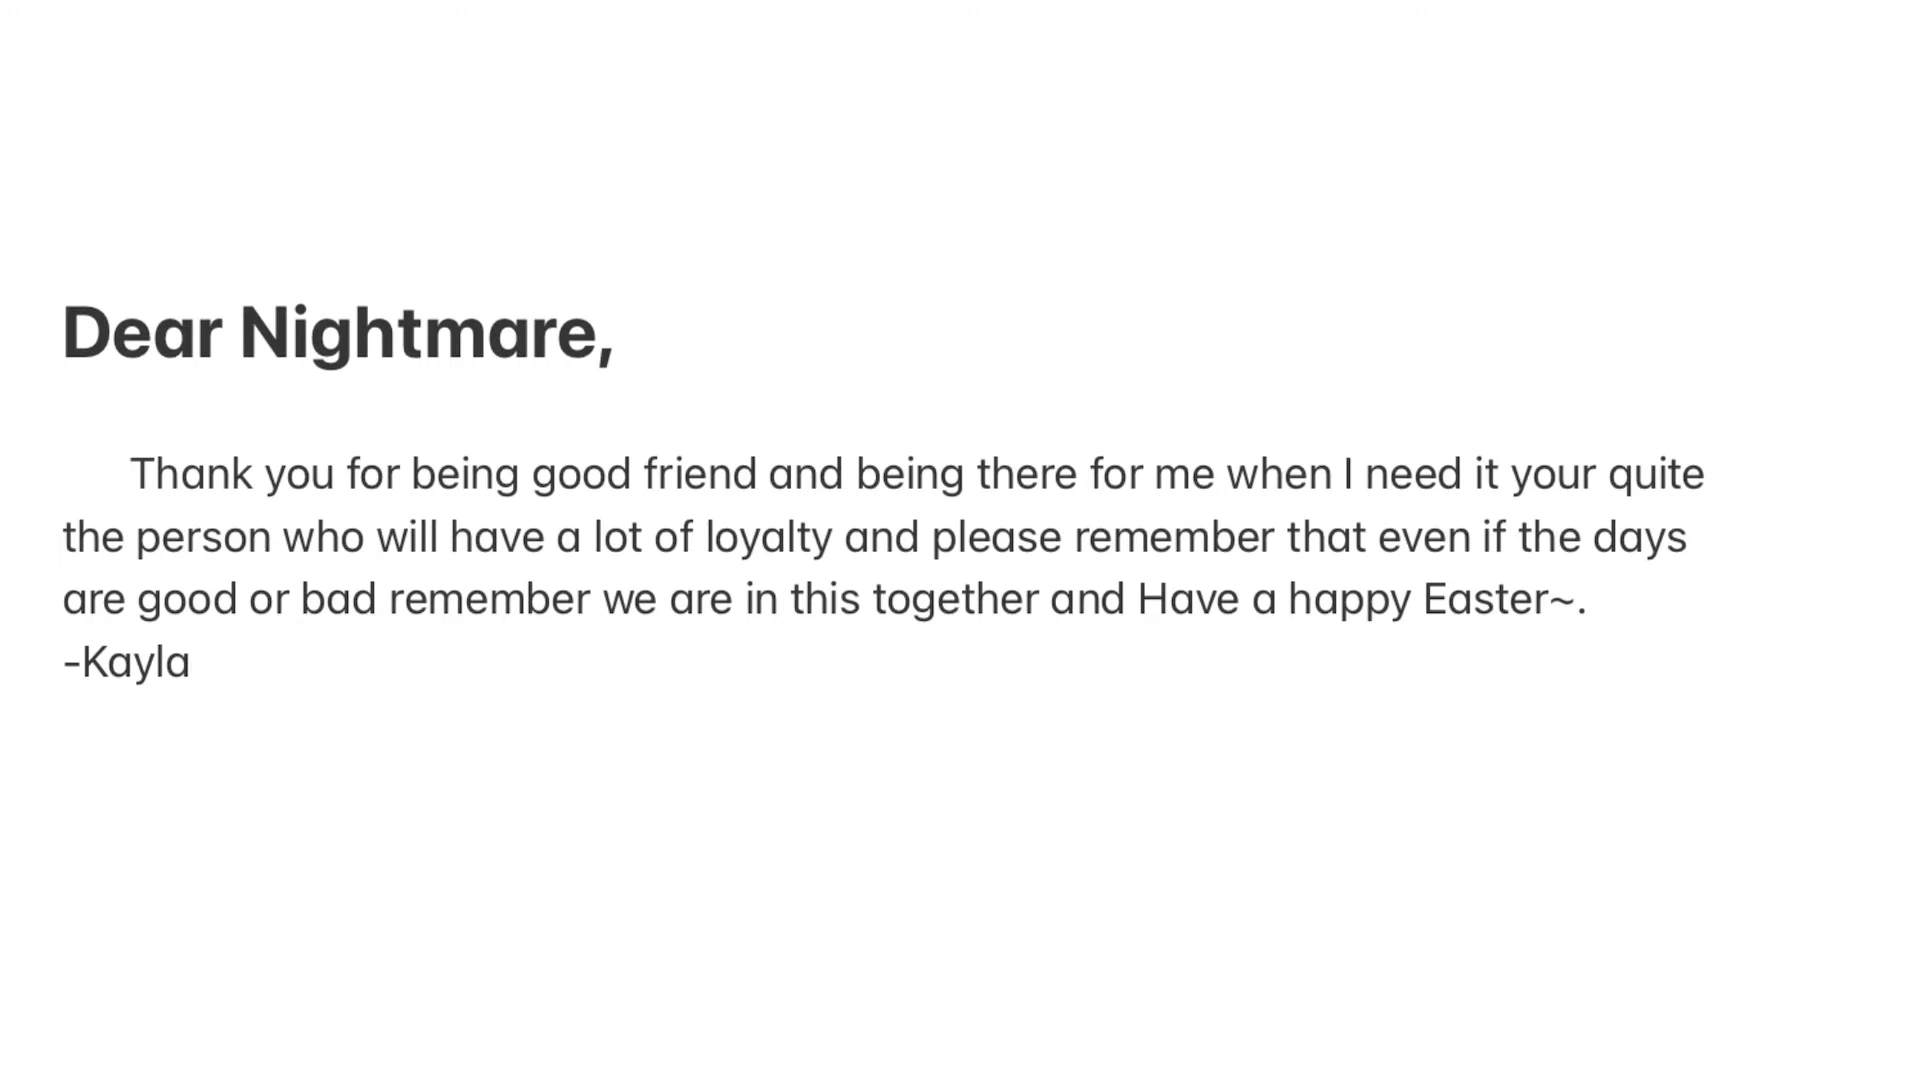 Dear Nightmare,
Thank you for being good friend and being there for me when I need it your quite
the person who will have a lot of loyalty and please remember that even if the days
are good or bad remember we are in this together and Have a happy Easter~.
-Kayla